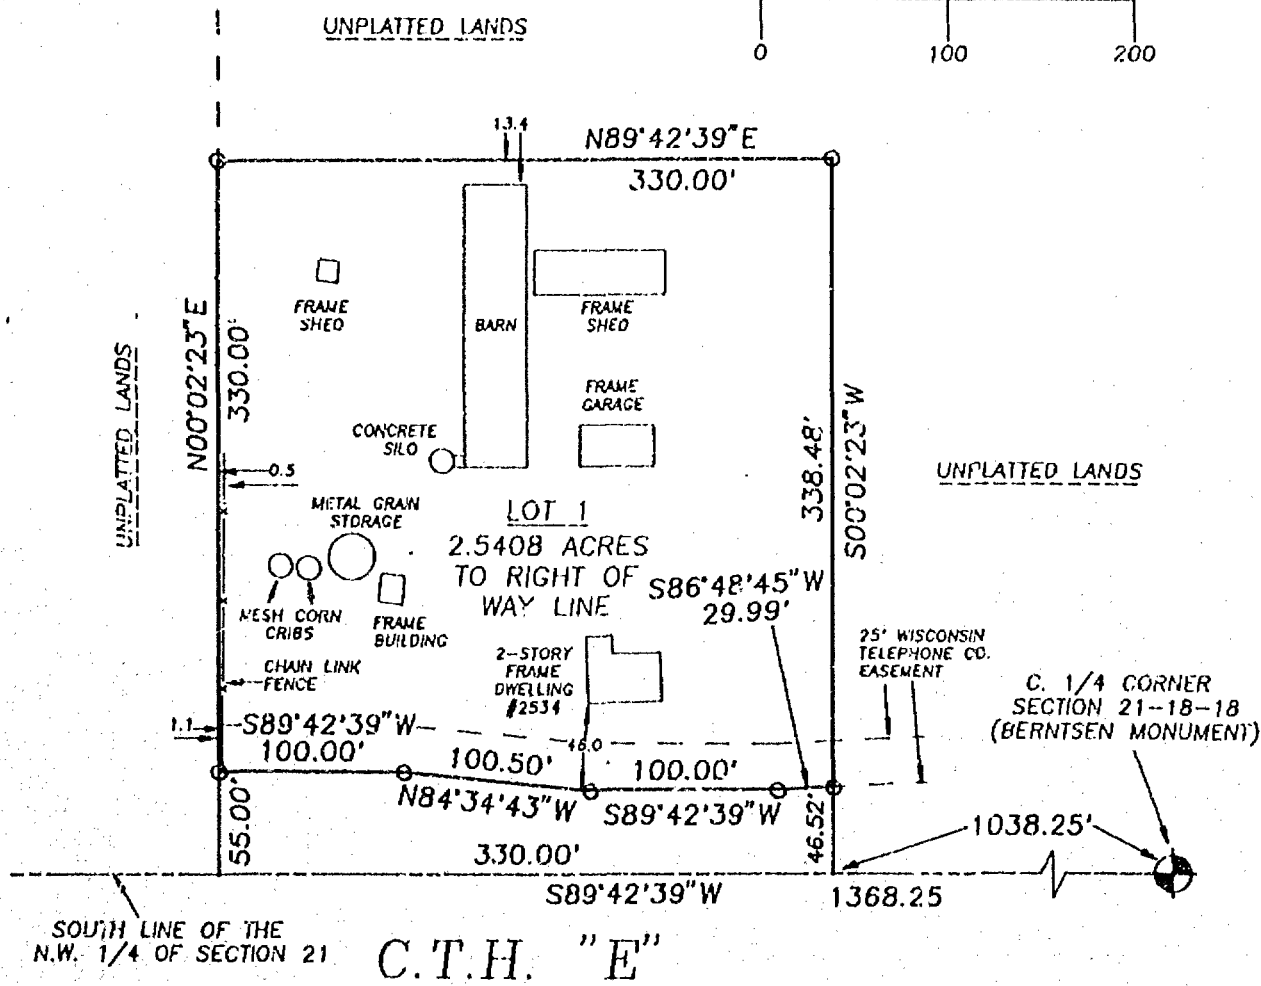 UNPLATTED LANDS
0 100 200
13.4
N89°42'39"E
330.00'
N00°02'23"E
330.00'
UNPLATTED LANDS
FRAME
SHED
BARN
FRAME
SHED
FRAME
GARAGE
CONCRETE
SILO
0.5
338.48'
S00°02'23"W
UNPLATTED LANDS
METAL GRAIN
STORAGE
LOT 1
2.5408 ACRES
TO RIGHT OF
WAY LINE
S86°48'45"W
29.99'
MESH CORN
CRIBS
FRAME
BUILDING
CHAIN LINK
FENCE
2-STORY
FRAME
DWELLING
#2534
25' WISCONSIN
TELEPHONE CO.
EASEMENT
C. 1/4 CORNER
SECTION 21-18-18
(BERNTSEN MONUMENT)
1.1
S89°42'39"W
100.00'
100.50'
46.0
100.00'
N84°34'43"W
S89°42'39"W
55.00'
46.52'
1038.25'
330.00'
S89°42'39"W
1368.25
SOUTH LINE OF THE
N.W. 1/4 OF SECTION 21
C.T.H. "E"